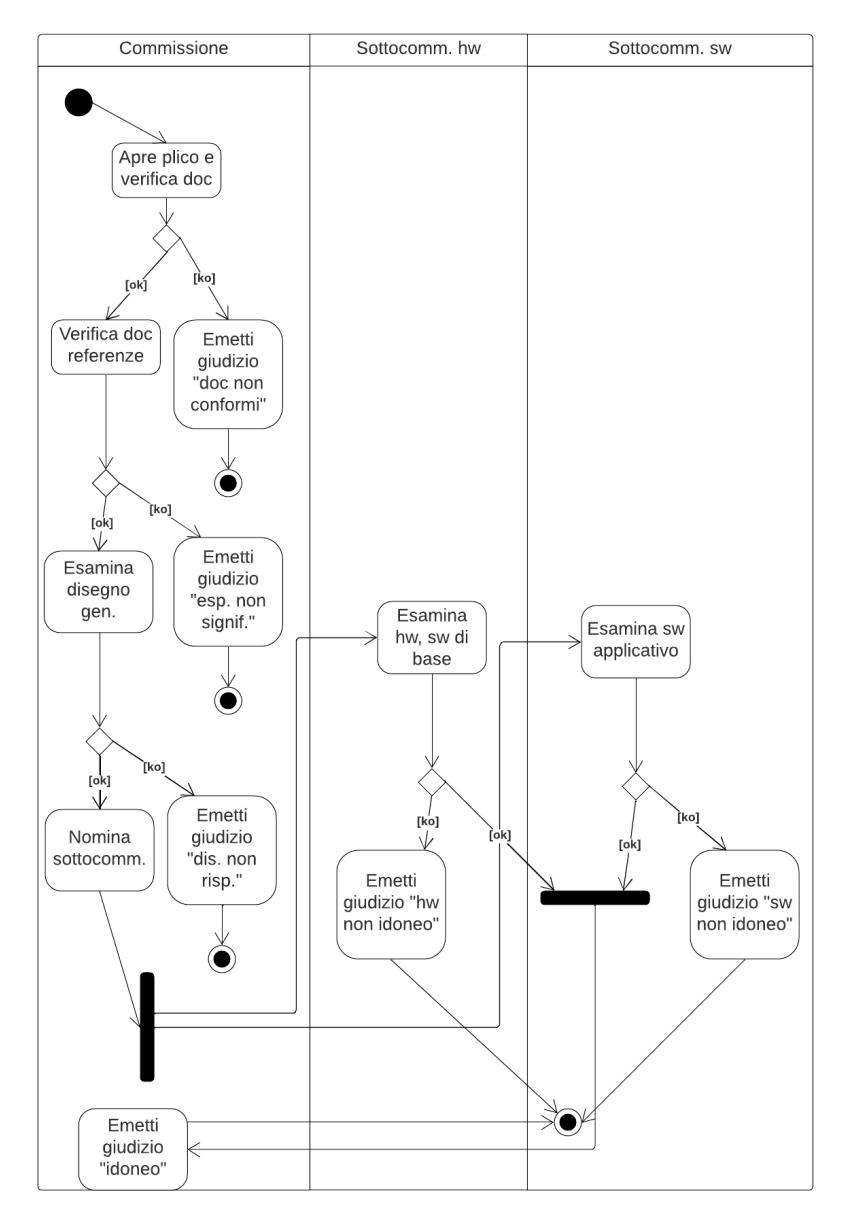 Commissione
Sottocomm. hw
Sottocomm. sw
Apre plico e
verifica doc
[ok]
[ko]
Verifica doc
referenze
Emetti
giudizio
"doc non
conformi"
[ok]
[ko]
Esamina
disegno
gen.
Emetti
giudizio
"esp. non
signif."
Esamina
hw, sw di
base
Esamina sw
applicativo
[ok]
[ko]
Nomina
sottocomm.
Emetti
giudizio
"dis. non
risp."
[ko]
[ok]
[ok]
[ko]
Emetti
giudizio "hw
non idoneo"
Emetti
giudizio "sw
non idoneo"
Emetti
giudizio
"idoneo"